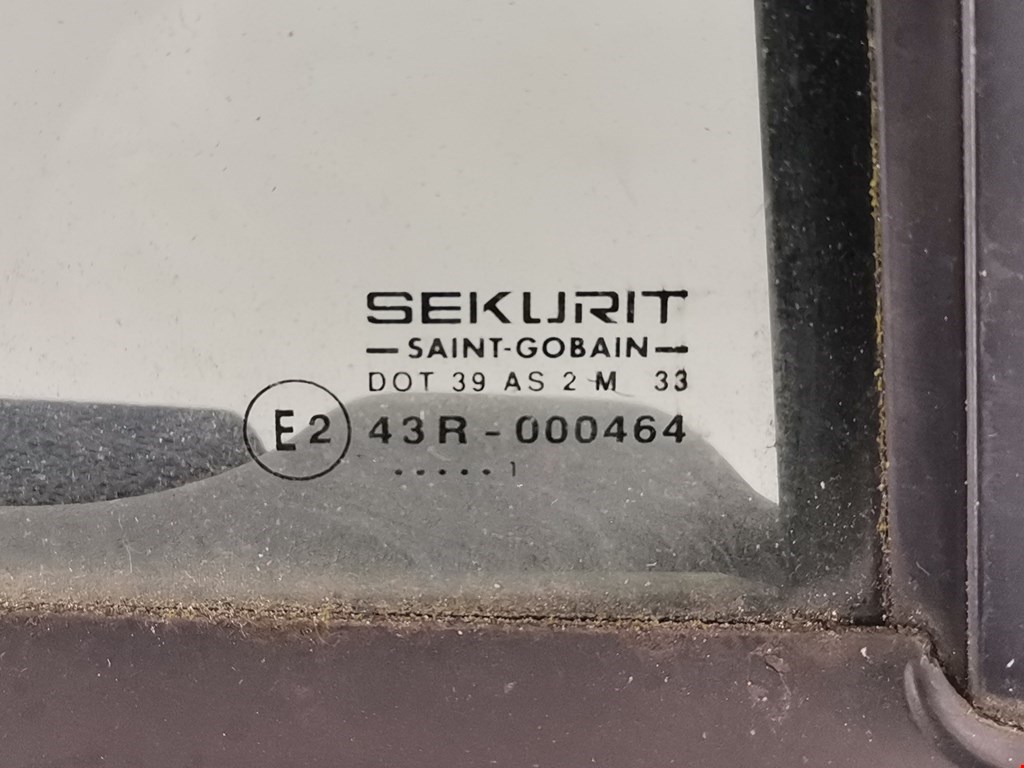 SEKURIT
— SAINT-GOBAIN —
DOT 39 AS 2 M 33
E2 43R - 000464
. . . . . 1